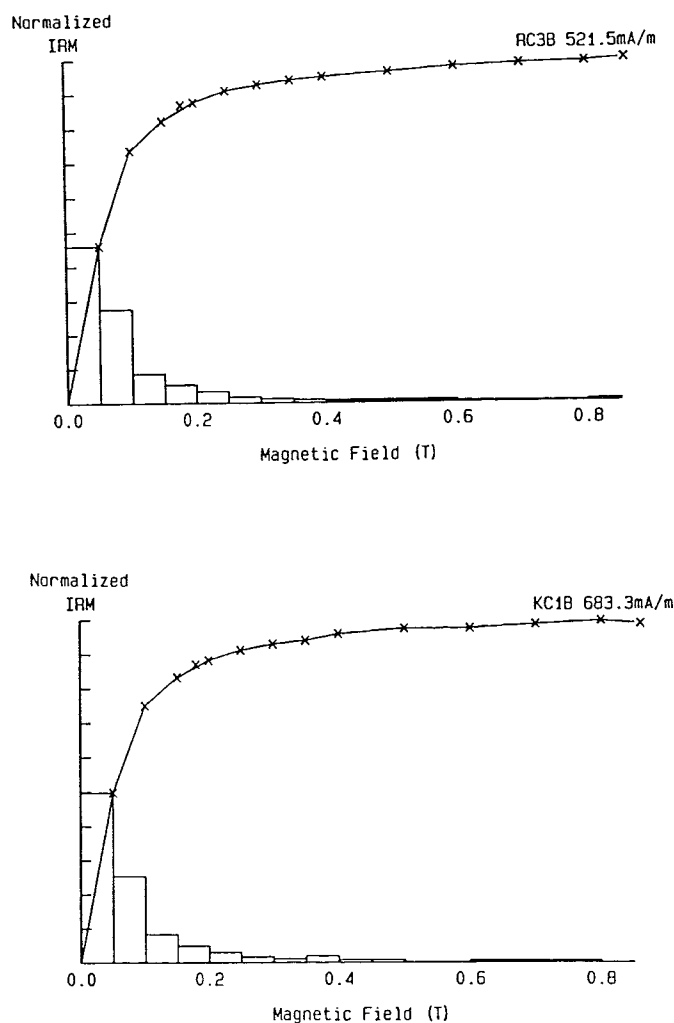 Normalized
IRM
RC3B 521.5mA/m
0.0 0.2 0.4 0.6 0.8
Magnetic Field (T)
Normalized
IRM
KC1B 683.3mA/m
0.0 0.2 0.4 0.6 0.8
Magnetic Field (T)